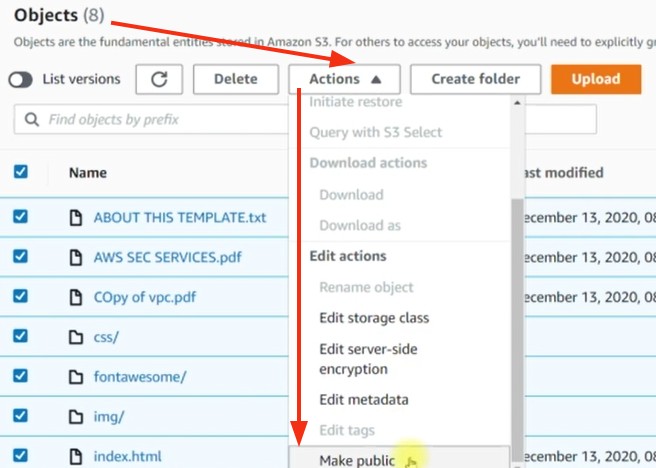 Objects (8)
Objects are the fundamental entities stored in Amazon S3. For others to access your objects, you'll need to explicitly
List versions
Delete
Actions
Create folder
Upload
Find objects by prefix
Initiate restore
Query with S3 Select
Download actions
Download
Download as
Edit actions
Rename object
Edit storage class
Edit server-side
encryption
Edit metadata
Edit tags
Make public
Name
ast modified
ABOUT THIS TEMPLATE.txt
ecember 13, 2020, 08
AWS SEC SERVICES.pdf
ecember 13, 2020, 08
COpy of vpc.pdf
ecember 13, 2020, 08
css/
fontawesome/
img/
index.html
ecember 13, 2020, 08